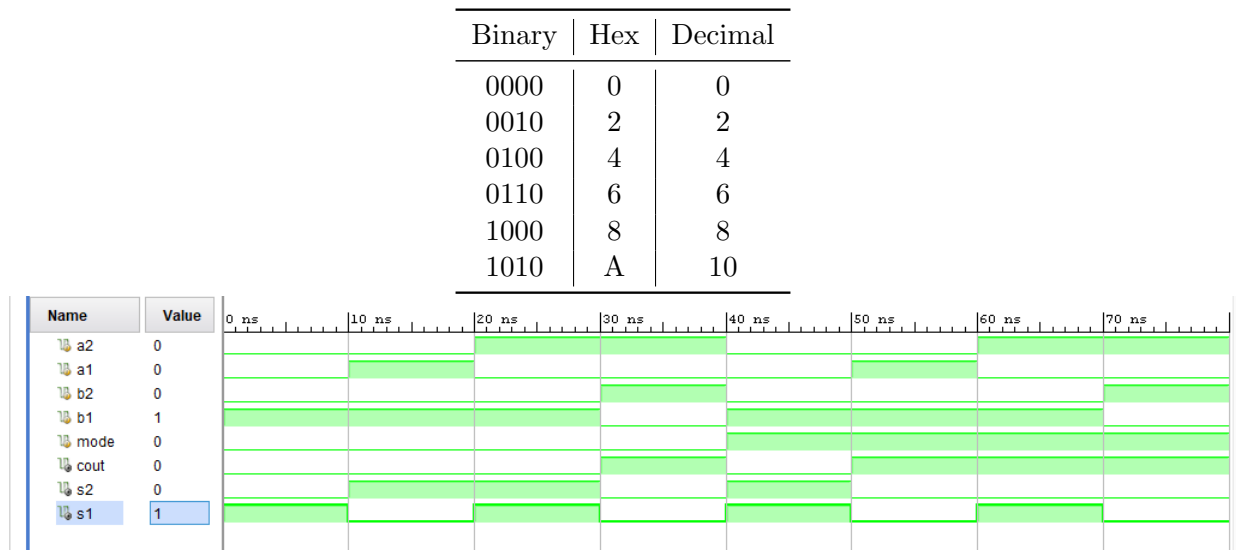 Binary Hex Decimal
0000 0 0
0010 2 2
0100 4 4
0110 6 6
1000 8 8
1010 A 10
Name Value 0 ns 10 ns 20 ns 30 ns 40 ns 50 ns 60 ns 70 ns
a2 0
a1 0
b2 0
b1 1
mode 0
cout 0
s2 0
s1 1